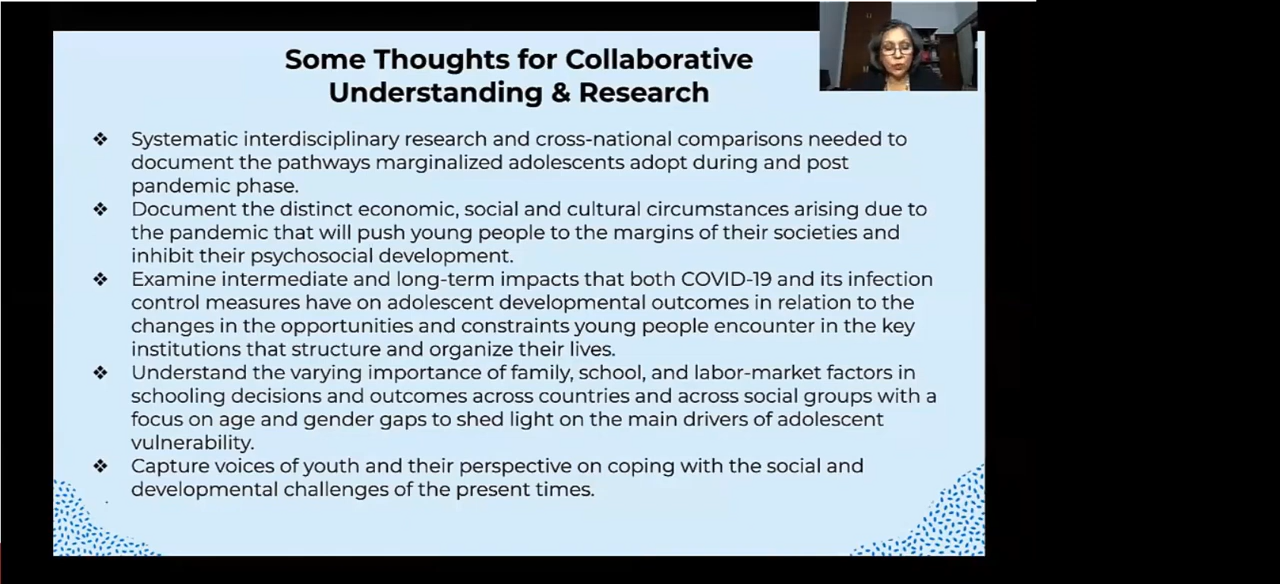 Some Thoughts for Collaborative
Understanding & Research
❖ Systematic interdisciplinary research and cross-national comparisons needed to
document the pathways marginalized adolescents adopt during and post
pandemic phase.
❖ Document the distinct economic, social and cultural circumstances arising due to
the pandemic that will push young people to the margins of their societies and
inhibit their psychosocial development.
❖ Examine intermediate and long-term impacts that both COVID-19 and its infection
control measures have on adolescent developmental outcomes in relation to the
changes in the opportunities and constraints young people encounter in the key
institutions that structure and organize their lives.
❖ Understand the varying importance of family, school, and labor-market factors in
schooling decisions and outcomes across countries and across social groups with a
focus on age and gender gaps to shed light on the main drivers of adolescent
vulnerability.
❖ Capture voices of youth and their perspective on coping with the social and
developmental challenges of the present times.